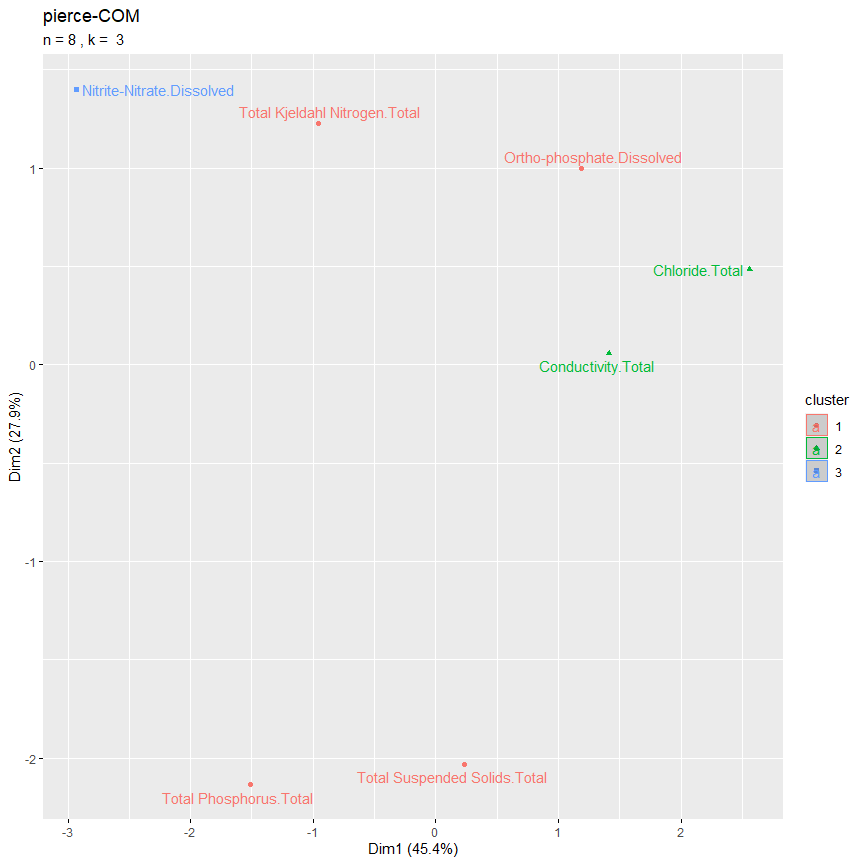 pierce-COM
n = 8 , k =  3
Nitrite-Nitrate.Dissolved
Total Kjeldahl Nitrogen.Total
Ortho-phosphate.Dissolved
1
Chloride.Total
0
Conductivity.Total
Dim2 (27.9%)
cluster
1
2
3
-1
-2
Total Suspended Solids.Total
Total Phosphorus.Total
-3 -2 -1 0 1 2
Dim1 (45.4%)